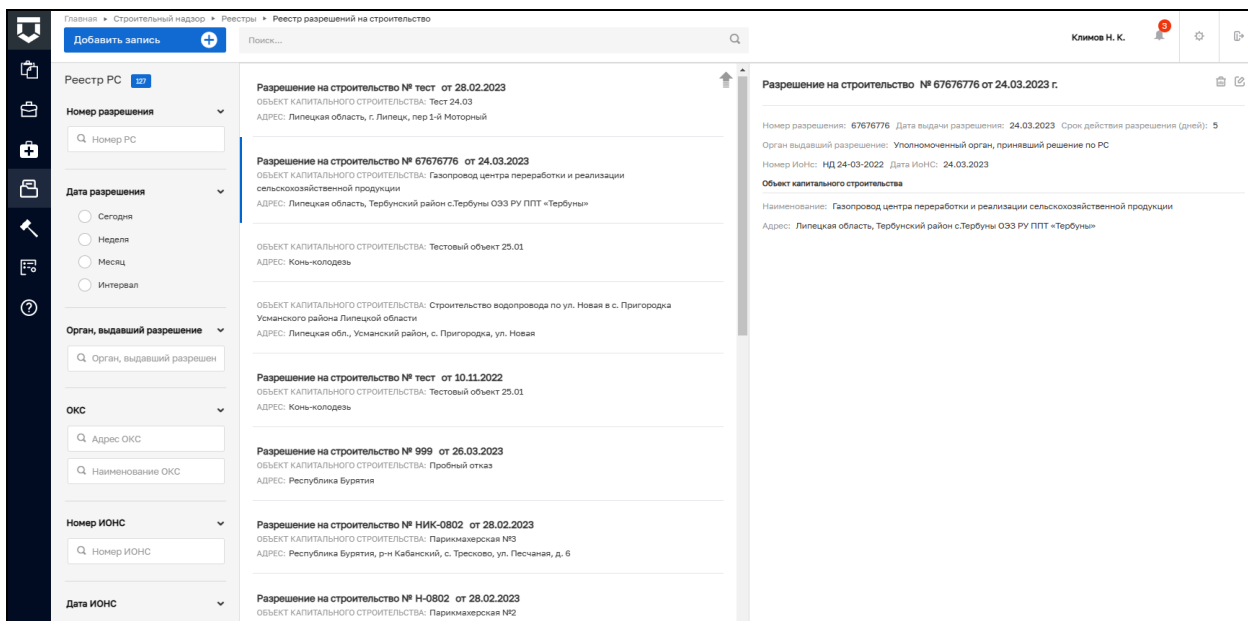 Главная ▸ Строительный надзор ▸ Реестры ▸ Реестр разрешений на строительство
Добавить запись
Поиск...
Климов Н. К.
3
Реестр РС 127
Номер разрешения
Номер РС
Дата разрешения
Сегодня
Неделя
Месяц
Интервал
Орган, выдавший разрешение
Орган, выдавший разрешен
ОКС
Адрес ОКС
Наименование ОКС
Номер ИОНС
Номер ИОНС
Дата ИОНС
Разрешение на строительство № тест от 28.02.2023
ОБЪЕКТ КАПИТАЛЬНОГО СТРОИТЕЛЬСТВА: Тест 24.03
АДРЕС: Липецкая область, г. Липецк, пер 1-й Моторный
Разрешение на строительство № 67676776 от 24.03.2023
ОБЪЕКТ КАПИТАЛЬНОГО СТРОИТЕЛЬСТВА: Газопровод центра переработки и реализации
сельскохозяйственной продукции
АДРЕС: Липецкая область, Тербунский район с.Тербуны ОЭЗ РУ ППТ «Тербуны»
ОБЪЕКТ КАПИТАЛЬНОГО СТРОИТЕЛЬСТВА: Тестовый объект 25.01
АДРЕС: Конь-колодезь
ОБЪЕКТ КАПИТАЛЬНОГО СТРОИТЕЛЬСТВА: Строительство водопровода по ул. Новая в с. Пригородка
Усманского района Липецкой области
АДРЕС: Липецкая обл., Усманский район, с. Пригородка, ул. Новая
Разрешение на строительство № тест от 10.11.2022
ОБЪЕКТ КАПИТАЛЬНОГО СТРОИТЕЛЬСТВА: Тестовый объект 25.01
АДРЕС: Конь-колодезь
Разрешение на строительство № 999 от 26.03.2023
ОБЪЕКТ КАПИТАЛЬНОГО СТРОИТЕЛЬСТВА: Пробный отказ
АДРЕС: Республика Бурятия
Разрешение на строительство № НИК-0802 от 28.02.2023
ОБЪЕКТ КАПИТАЛЬНОГО СТРОИТЕЛЬСТВА: Парикмахерская №3
АДРЕС: Республика Бурятия, р-н Кабанский, с. Тресково, ул. Песчаная, д. 6
Разрешение на строительство № Н-0802 от 28.02.2023
ОБЪЕКТ КАПИТАЛЬНОГО СТРОИТЕЛЬСТВА: Парикмахерская №2
Разрешение на строительство № 67676776 от 24.03.2023 г.
Номер разрешения: 67676776 Дата выдачи разрешения: 24.03.2023 Срок действия разрешения (дней): 5
Орган выдавший разрешение: Уполномоченный орган, принявший решение по РС
Номер ИоНс: НД 24-03-2022 Дата ИоНС: 24.03.2023
Объект капитального строительства
Наименование: Газопровод центра переработки и реализации сельскохозяйственной продукции
Адрес: Липецкая область, Тербунский район с.Тербуны ОЭЗ РУ ППТ «Тербуны»